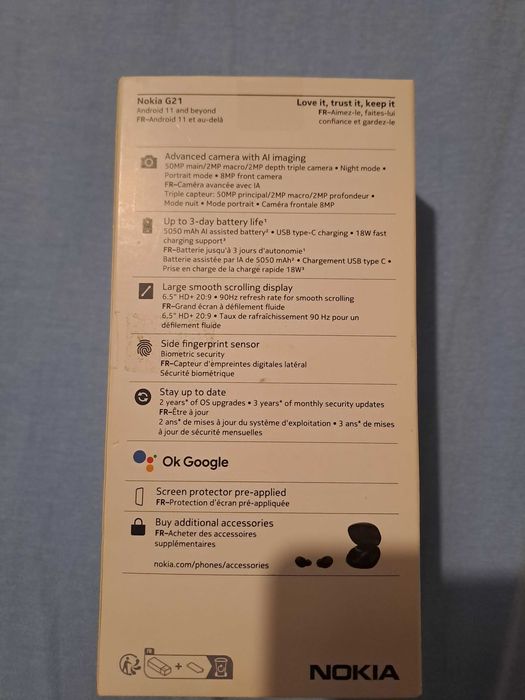 Nokia G21
Android 11 and beyond
FR-Android 11 et au-delà
Love it, trust it, keep it
FR-Aimez-le, faites-lui
confiance et gardez-le
Advanced camera with AI imaging
50MP main/2MP macro/2MP depth triple camera • Night mode •
Portrait mode • 8MP front camera
FR-Caméra avancée avec IA
Triple capteur: 50MP principal/2MP macro/2MP profondeur •
Mode nuit • Mode portrait • Caméra frontale 8MP
Up to 3-day battery life¹
5050 mAh AI assisted battery² • USB type-C charging • 18W fast
charging support³
FR-Batterie jusqu'à 3 jours d'autonomie¹
Batterie assistée par IA de 5050 mAh² • Chargement USB type C •
Prise en charge de la charge rapide 18W³
Large smooth scrolling display
6.5" HD+ 20:9 • 90Hz refresh rate for smooth scrolling
FR-Grand écran à défilement fluide
6,5" HD+ 20:9 • Taux de rafraîchissement 90 Hz pour un
défilement fluide
Side fingerprint sensor
Biometric security
FR-Capteur d'empreintes digitales latéral
Sécurité biométrique
Stay up to date
2 years⁴ of OS upgrades • 3 years⁴ of monthly security updates
FR-Être à jour
2 ans⁴ de mises à jour du système d'exploitation • 3 ans⁴ de mises
à jour de sécurité mensuelles
Ok Google
Screen protector pre-applied
FR-Protection d'écran pré-appliquée
Buy additional accessories
FR-Acheter des accessoires
supplémentaires
nokia.com/phones/accessories
FR
+
NOKIA